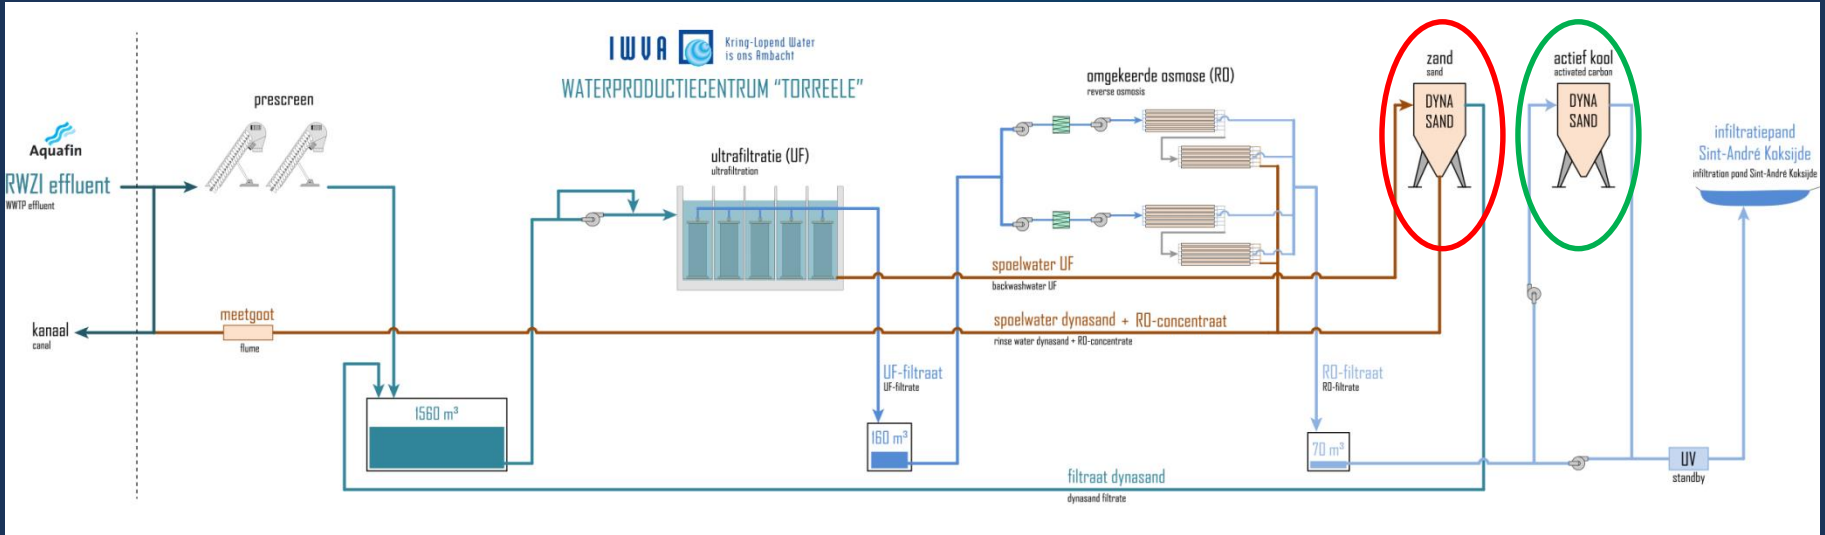 IWVA
Kring-Lopend Water
is ons Ambacht
WATERPRODUCTIECENTRUM "TORREELE"
Aquafin
RWZI effluent
WWTP effluent
prescreen
ultrafiltratie (UF)
ultrafiltration
omgekeerde osmose (RO)
reverse osmosis
zand
sand
DYNA
SAND
actief kool
activated carbon
DYNA
SAND
infiltratiepand
Sint-André Koksijde
infiltration pond Sint-André Koksijde
spoelwater UF
backwashwater UF
kanaal
canal
meetgoot
flume
spoelwater dynasand + RO-concentraat
rinse water dynasand + RO-concentrate
UF-filtraat
UF-filtrate
RO-filtraat
RO-filtrate
1560 m³
160 m³
70 m³
UV
standby
filtraat dynasand
dynasand filtrate